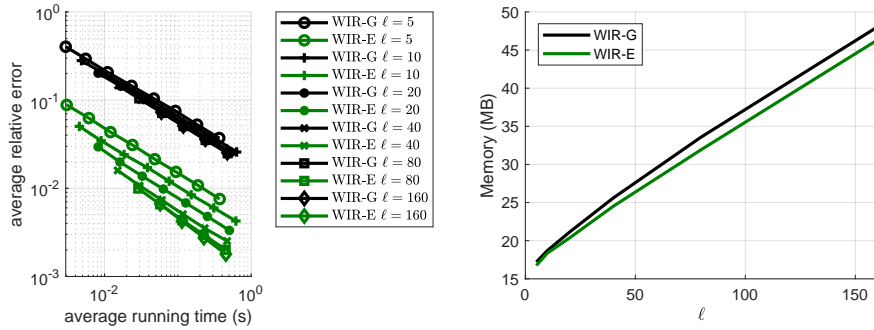 10^0
10^-1
10^-2
10^-3
average relative error
10^-2
10^-1
10^0
average running time (s)
WIR-G ℓ = 5
WIR-E ℓ = 5
WIR-G ℓ = 10
WIR-E ℓ = 10
WIR-G ℓ = 20
WIR-E ℓ = 20
WIR-G ℓ = 40
WIR-E ℓ = 40
WIR-G ℓ = 80
WIR-E ℓ = 80
WIR-G ℓ = 160
WIR-E ℓ = 160
50
45
40
35
30
25
20
15
Memory (MB)
WIR-G
WIR-E
0
50
100
150
ℓ